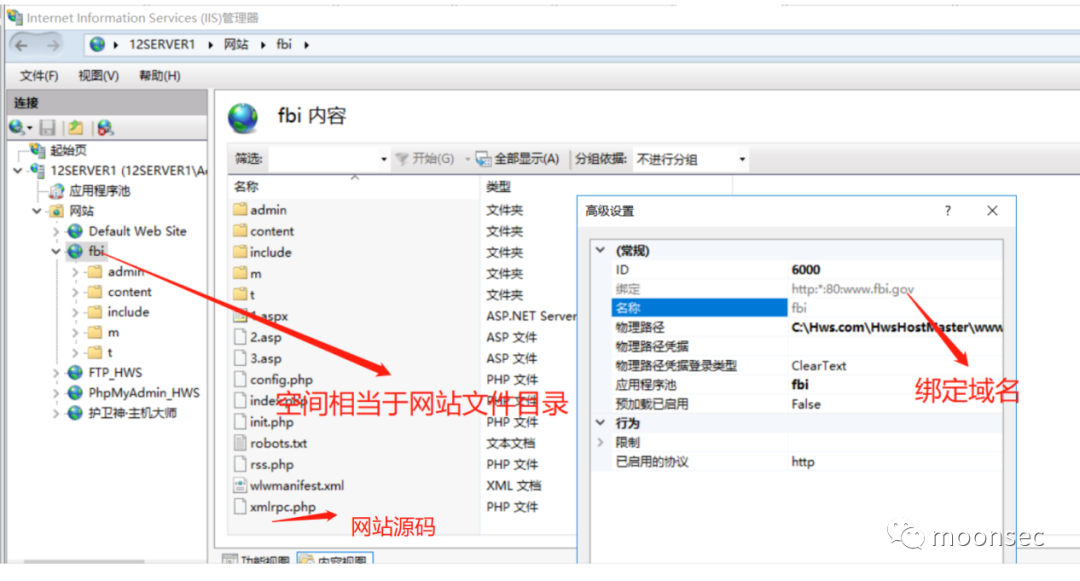 Internet Information Services (IIS)管理器
12SERVER1 网站 fbi
文件(F) 视图(V) 帮助(H)
连接
起始页
12SERVER1 (12SERVER1\A
应用程序池
网站
Default Web Site
fbi
admin
content
include
m
t
FTP_HWS
PhpMyAdmin_HWS
护卫神·主机大师
fbi 内容
筛选: 开始(G) 全部显示(A) 分组依据: 不进行分组
名称 类型
admin 文件夹
content 文件夹
include 文件夹
m 文件夹
t 文件夹
1.aspx ASP.NET Server
2.asp ASP 文件
3.asp ASP 文件
config.php PHP 文件
index.php PHP 文件
init.php PHP 文件
robots.txt 文本文档
rss.php PHP 文件
wlwmanifest.xml XML 文档
xmlrpc.php PHP 文件
空间相当于网站文件目录
网站源码
功能视图 内容视图
高级设置 ?
(常规)
ID 6000
绑定 http:*:80:www.fbi.gov
名称 fbi
物理路径 C:\Hws.com\HwsHostMaster\www
物理路径凭据
物理路径凭据登录类型 ClearText
应用程序池 fbi
预加载已启用 False
行为
限制
已启用的协议 http
绑定域名
moonsec